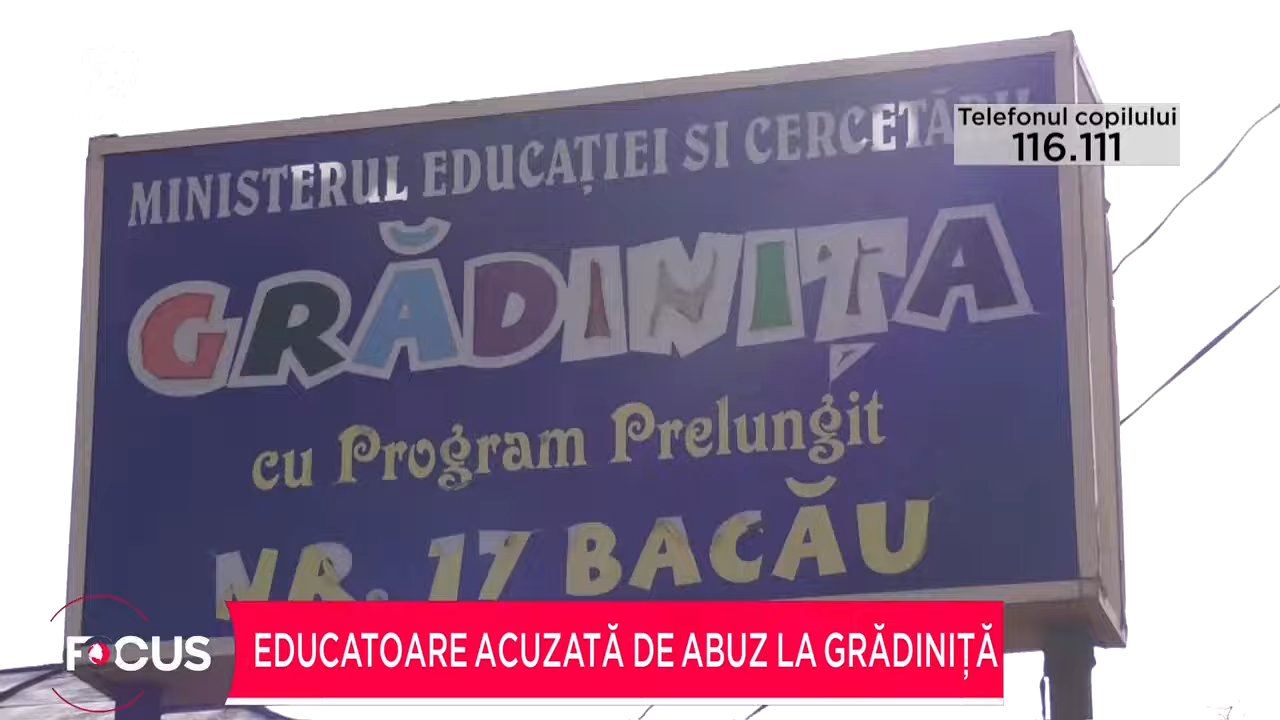 Telefonul copilului
116.111
MINISTERUL EDUCAȚIEI SI CERCETĂRII
GRĂDINIȚA
cu Program Prelungit
NR. 17 BACĂU
FOCUS
EDUCATOARE ACUZATĂ DE ABUZ LA GRĂDINIȚĂ